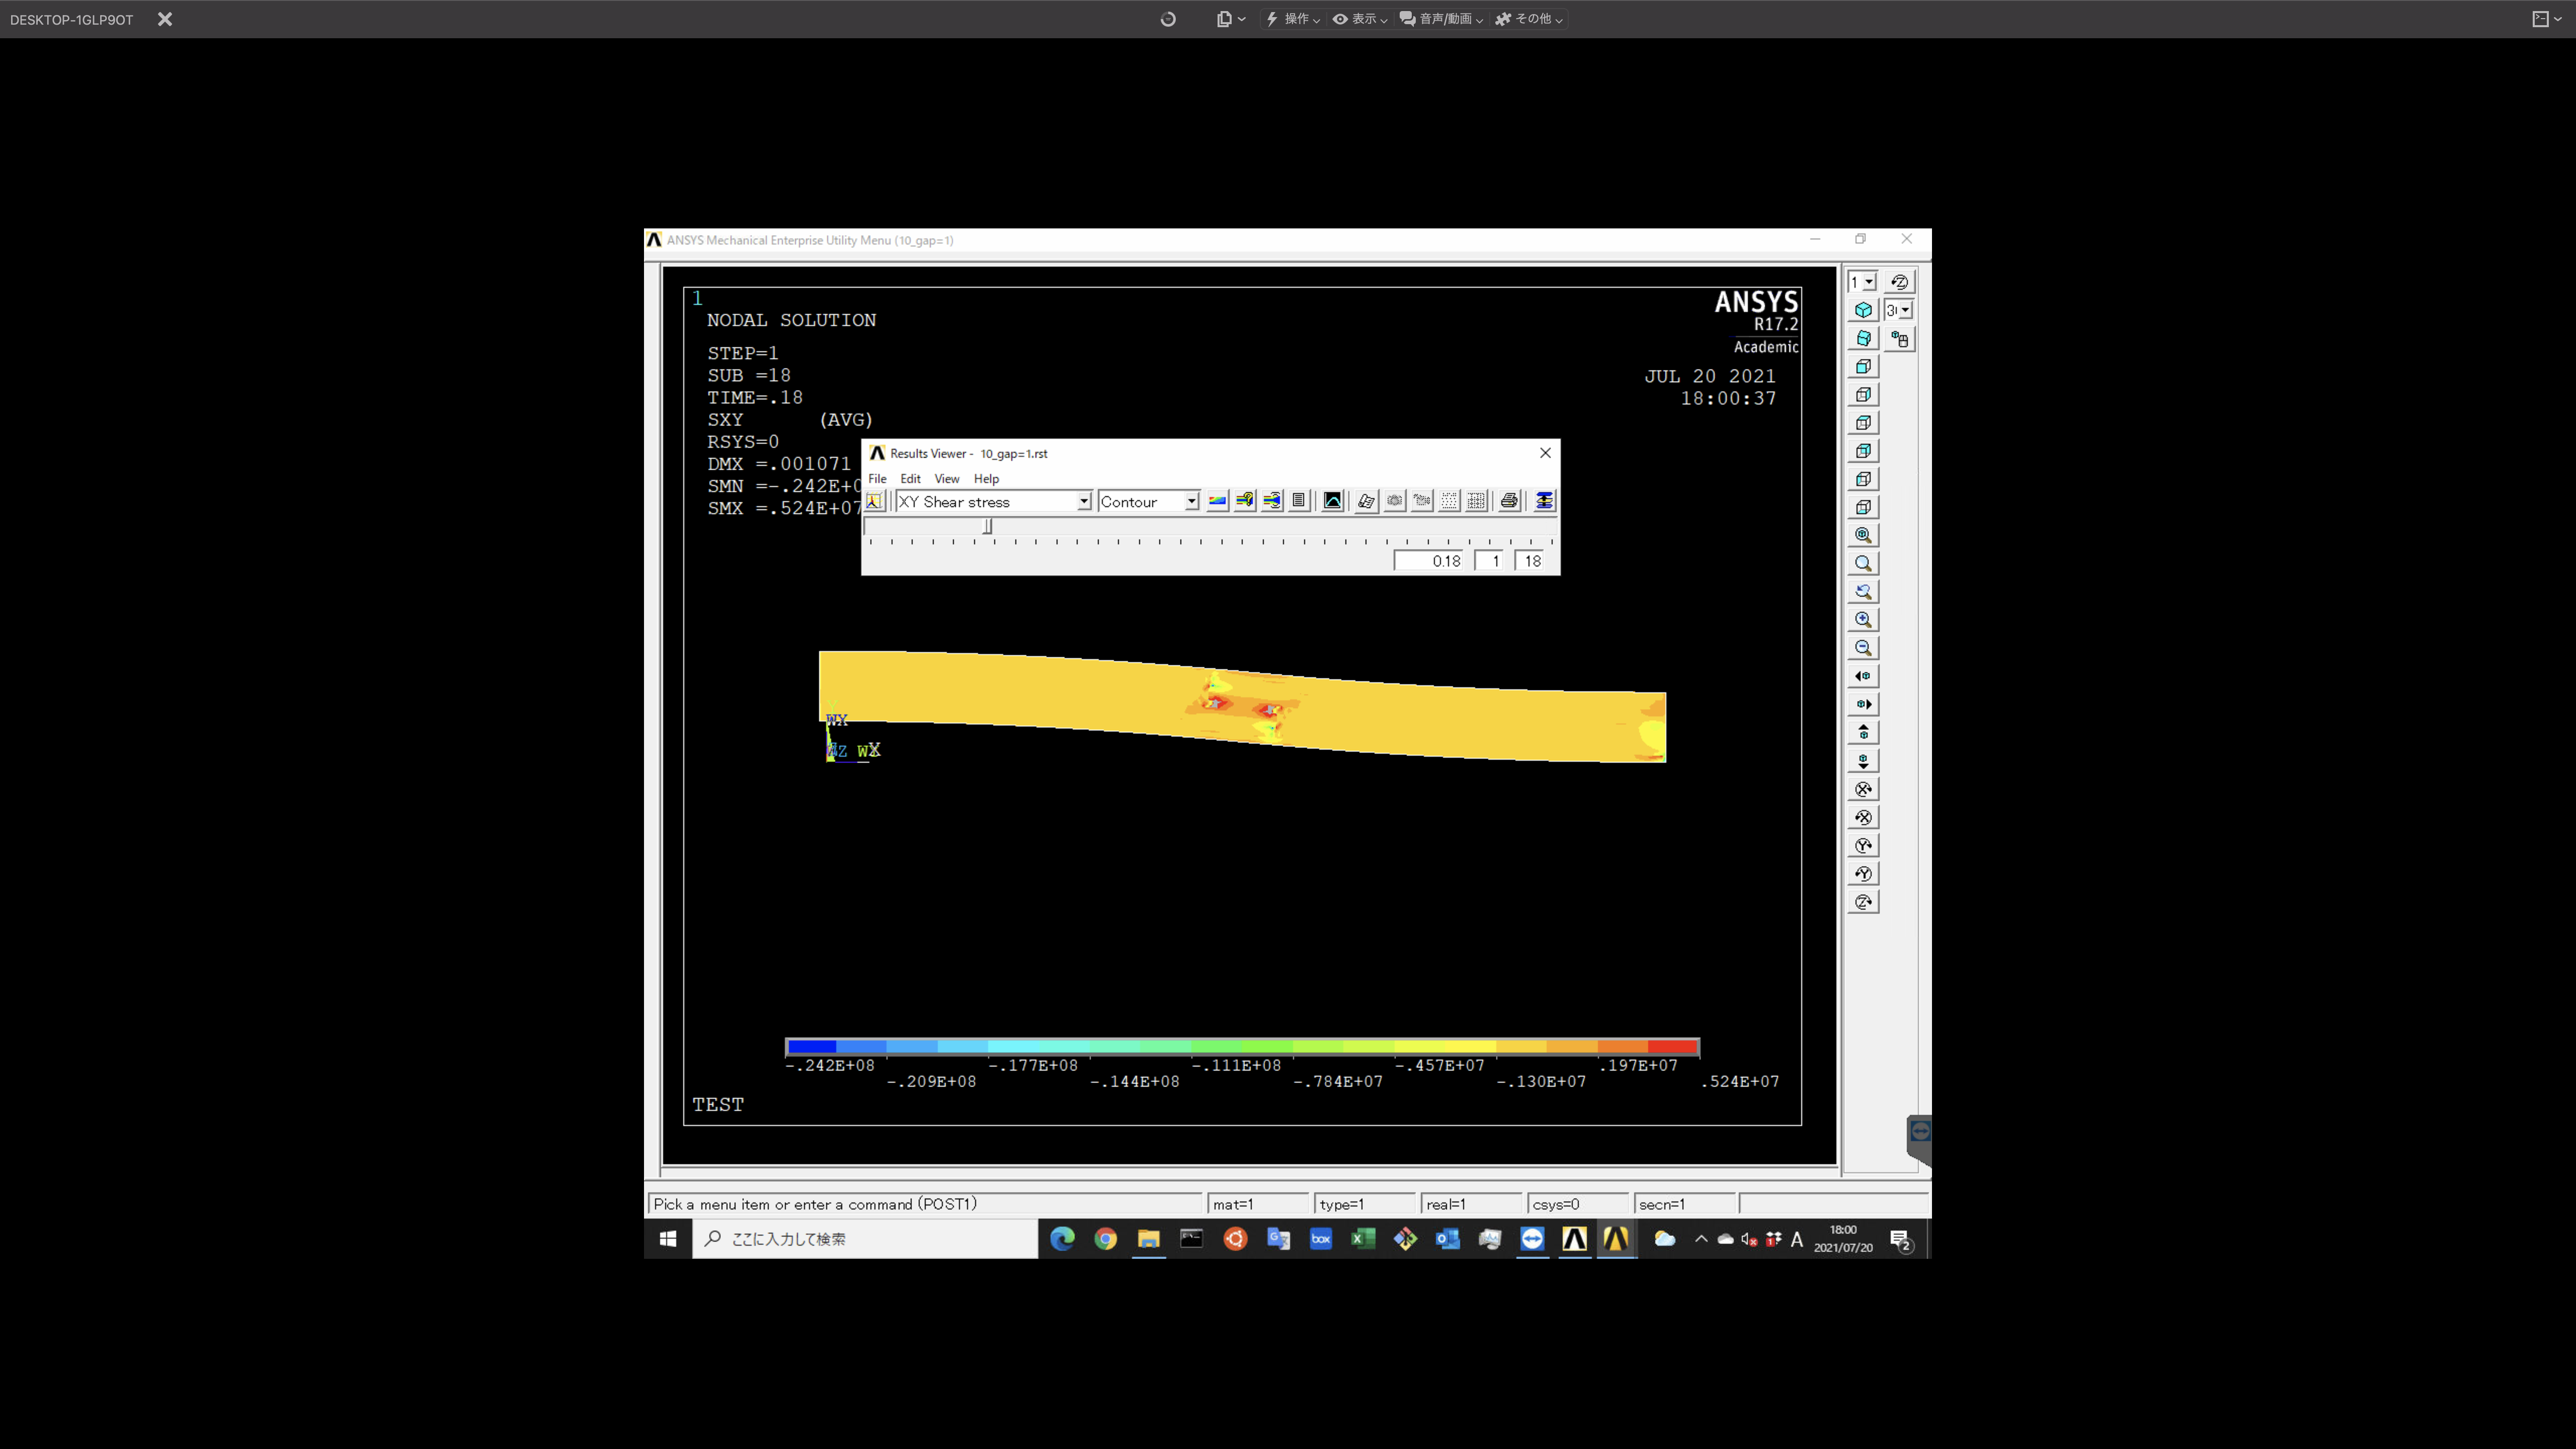 DESKTOP-1GLP9OT
操作 表示 音声/動画 その他
ANSYS Mechanical Enterprise Utility Menu (10_gap=1)
1
NODAL SOLUTION
STEP=1
SUB =18
TIME=.18
SXY (AVG)
RSYS=0
DMX =.001071
SMN =-.242E+0
SMX =.524E+07
ANSYS
R17.2
Academic
JUL 20 2021
18:00:37
Results Viewer - 10_gap=1.rst
File Edit View Help
XY Shear stress Contour
0.18 1 18
1
WY
WX
-.242E+08 -.177E+08 -.111E+08 -.457E+07 .197E+07
-.209E+08 -.144E+08 -.784E+07 -.130E+07 .524E+07
TEST
Pick a menu item or enter a command (POST1) mat=1 type=1 real=1 csys=0 secn=1
ここに入力して検索
box
A
18:00
2021/07/20
2